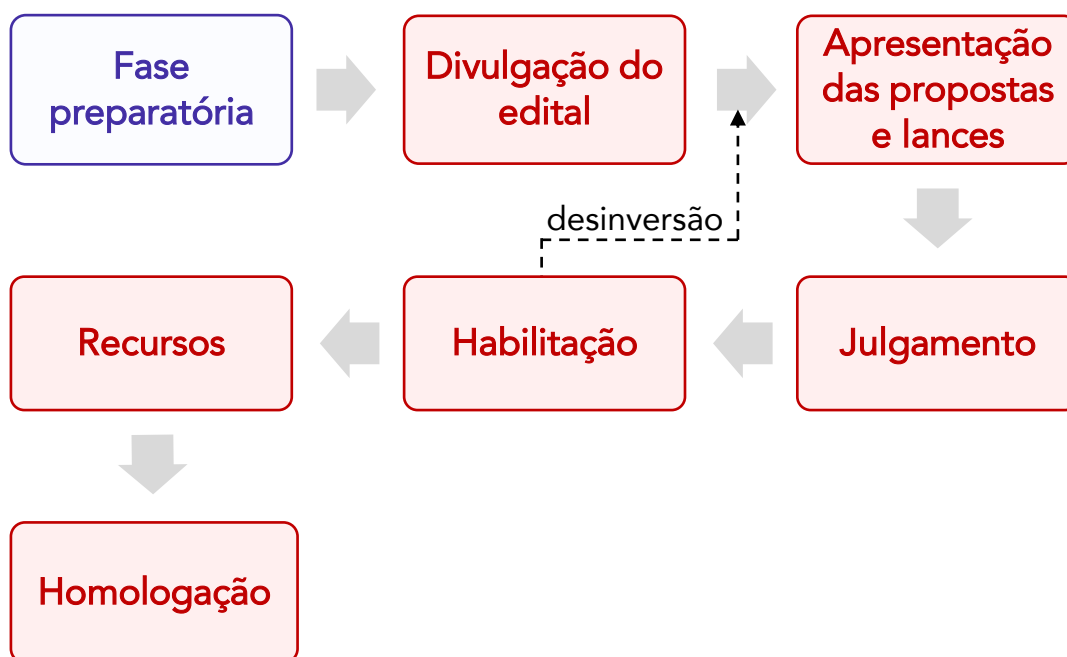 Fase
preparatória
Divulgação do
edital
Apresentação
das propostas
e lances
desinversão
Recursos
Habilitação
Julgamento
Homologação